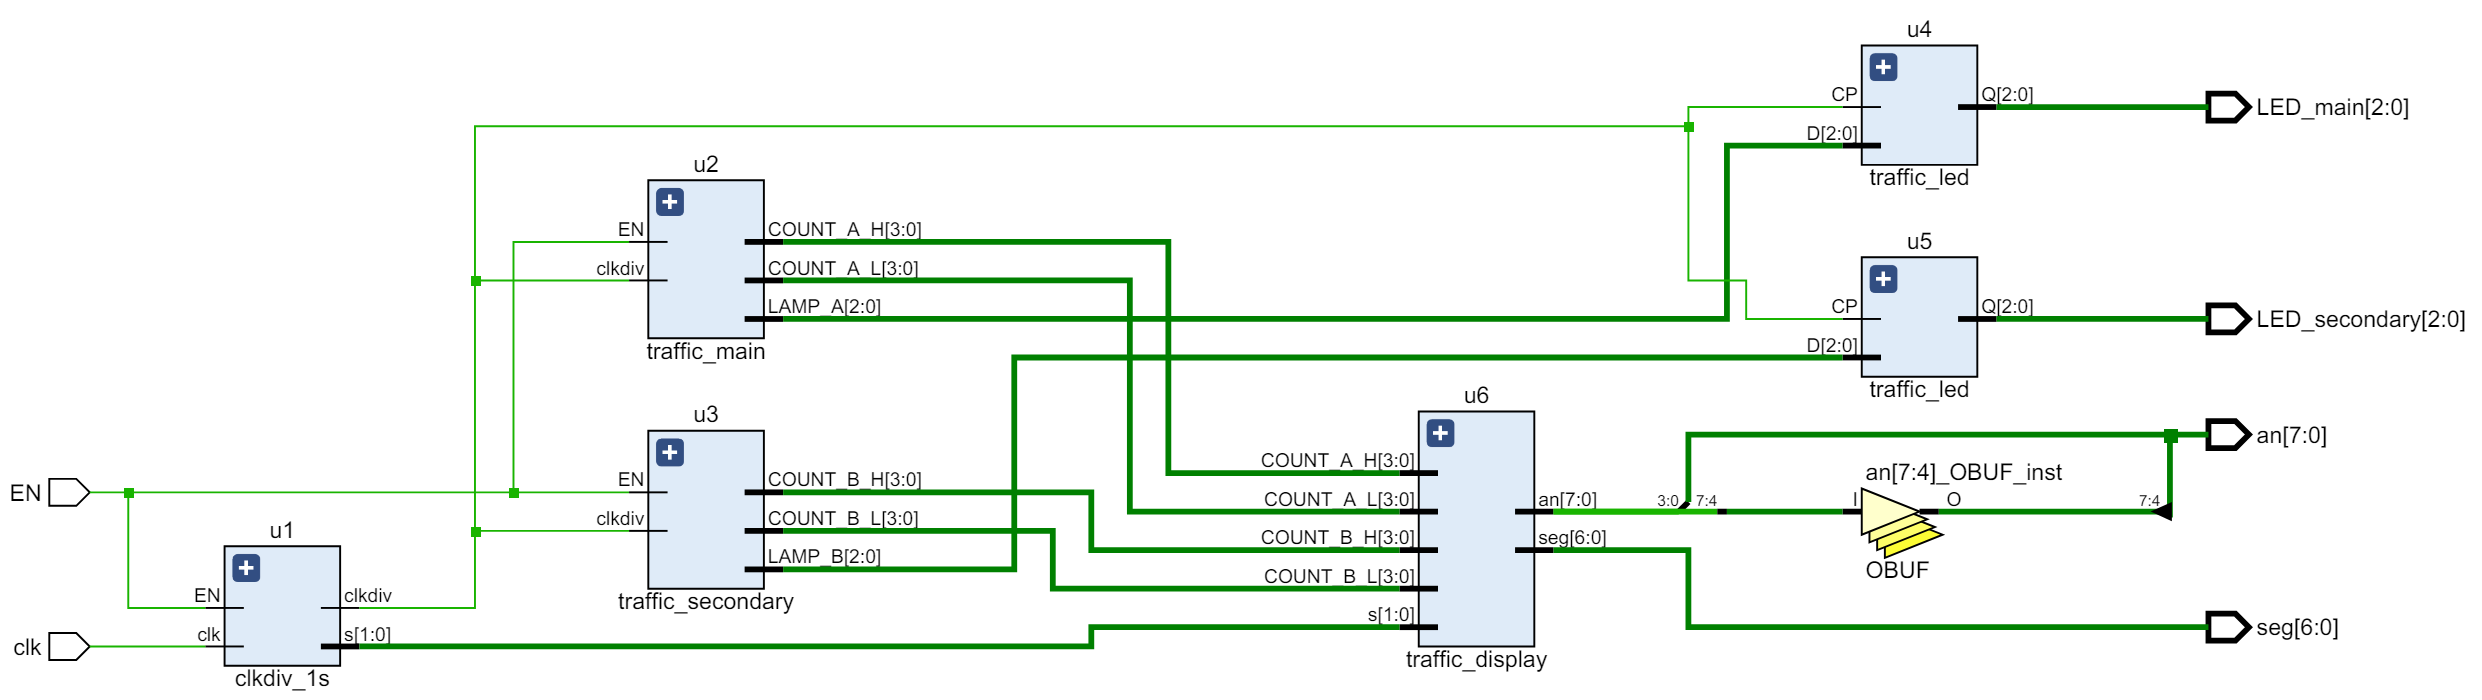 u4
CP
D[2:0]
Q[2:0]
traffic_led
LED_main[2:0]
u2
EN
clkdiv
COUNT_A_H[3:0]
COUNT_A_L[3:0]
LAMP_A[2:0]
traffic_main
u5
CP
D[2:0]
Q[2:0]
traffic_led
LED_secondary[2:0]
u3
EN
clkdiv
COUNT_B_H[3:0]
COUNT_B_L[3:0]
LAMP_B[2:0]
traffic_secondary
EN
clk
u1
EN
clk
clkdiv
s[1:0]
clkdiv_1s
u6
COUNT_A_H[3:0]
COUNT_A_L[3:0]
COUNT_B_H[3:0]
COUNT_B_L[3:0]
s[1:0]
an[7:0]
seg[6:0]
traffic_display
3:0
7:4
an[7:4]_OBUF_inst
I
O
OBUF
7:4
an[7:0]
seg[6:0]